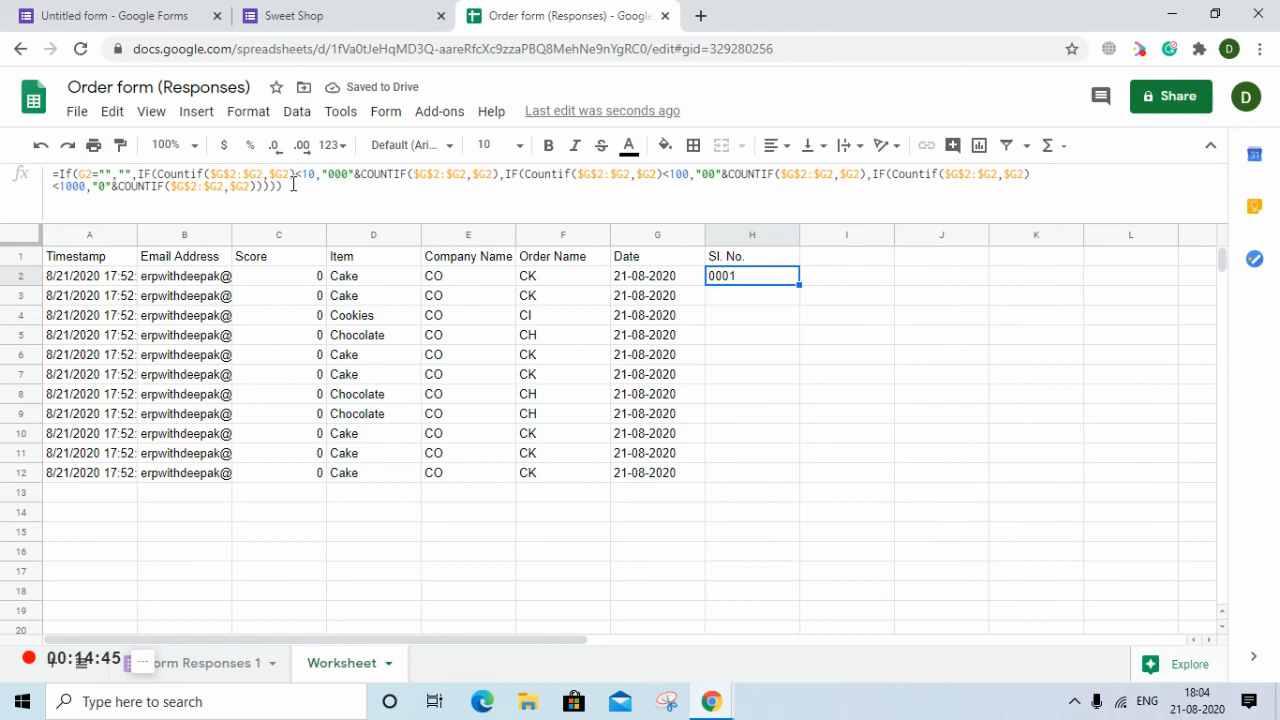 Untitled form - Google Forms
Sweet Shop
Order form (Responses) - Google
docs.google.com/spreadsheets/d/1fVa0tJeHqMD3Q-aareRfcXc9zzaPBQ8MehNe9nYgRC0/edit#gid=329280256
D
Order form (Responses)
Saved to Drive
File Edit View Insert Format Data Tools Form Add-ons Help Last edit was seconds ago
Share
D
100% $ % .0 .00 123 Default (Ari... 10 B I S A
fx =If(G2="","",IF(Countif($G$2:$G2,$G2)<10,"000"&COUNTIF($G$2:$G2,$G2),IF(Countif($G$2:$G2,$G2)<100,"00"&COUNTIF($G$2:$G2,$G2),IF(Countif($G$2:$G2,$G2)
<1000,"0"&COUNTIF($G$2:$G2,$G2)))))
A B C D E F G H I J K L
1 Timestamp Email Address Score Item Company Name Order Name Date Sl. No.
2 8/21/2020 17:52: erpwithdeepak@ 0 Cake CO CK 21-08-2020 0001
3 8/21/2020 17:52: erpwithdeepak@ 0 Cake CO CK 21-08-2020
4 8/21/2020 17:52: erpwithdeepak@ 0 Cookies CO CI 21-08-2020
5 8/21/2020 17:52: erpwithdeepak@ 0 Chocolate CO CH 21-08-2020
6 8/21/2020 17:52: erpwithdeepak@ 0 Cake CO CK 21-08-2020
7 8/21/2020 17:52: erpwithdeepak@ 0 Cake CO CK 21-08-2020
8 8/21/2020 17:52: erpwithdeepak@ 0 Chocolate CO CH 21-08-2020
9 8/21/2020 17:52: erpwithdeepak@ 0 Chocolate CO CH 21-08-2020
10 8/21/2020 17:52: erpwithdeepak@ 0 Cake CO CK 21-08-2020
11 8/21/2020 17:52: erpwithdeepak@ 0 Cake CO CK 21-08-2020
12 8/21/2020 17:52: erpwithdeepak@ 0 Cake CO CK 21-08-2020
13
14
15
16
17
18
19
20
31
00:14:45 ... orm Responses 1 Worksheet Explore
Type here to search
ENG
18:04
21-08-2020